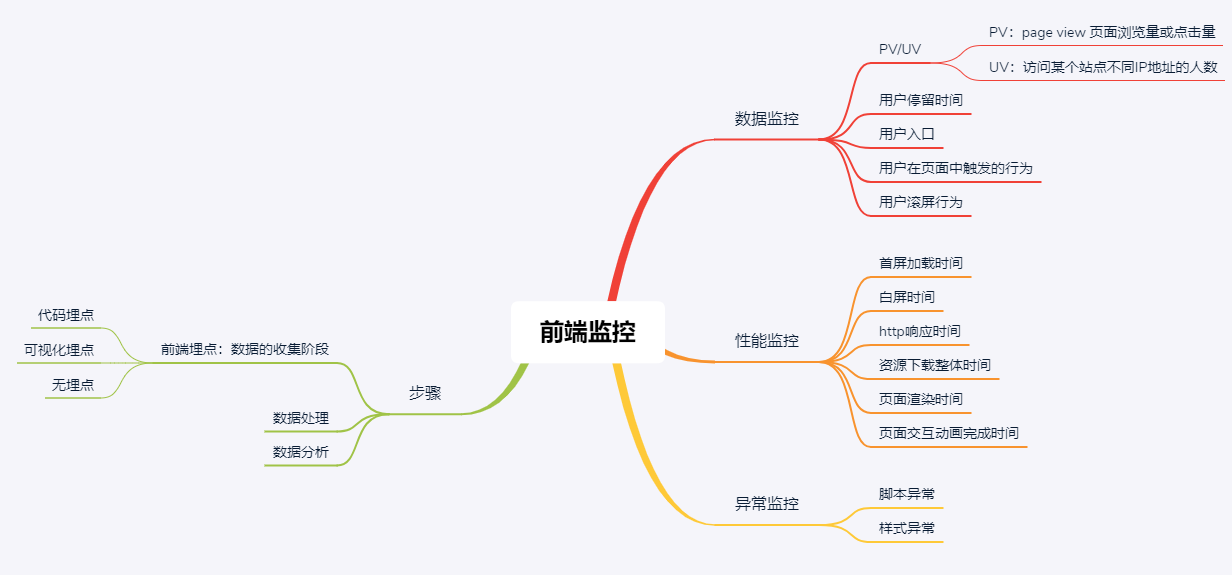 前端监控
数据监控
PV/UV
PV：page view 页面浏览量或点击量
UV：访问某个站点不同IP地址的人数
用户停留时间
用户入口
用户在页面中触发的行为
用户滚屏行为
性能监控
首屏加载时间
白屏时间
http响应时间
资源下载整体时间
页面渲染时间
页面交互动画完成时间
异常监控
脚本异常
样式异常
步骤
前端埋点：数据的收集阶段
代码埋点
可视化埋点
无埋点
数据处理
数据分析